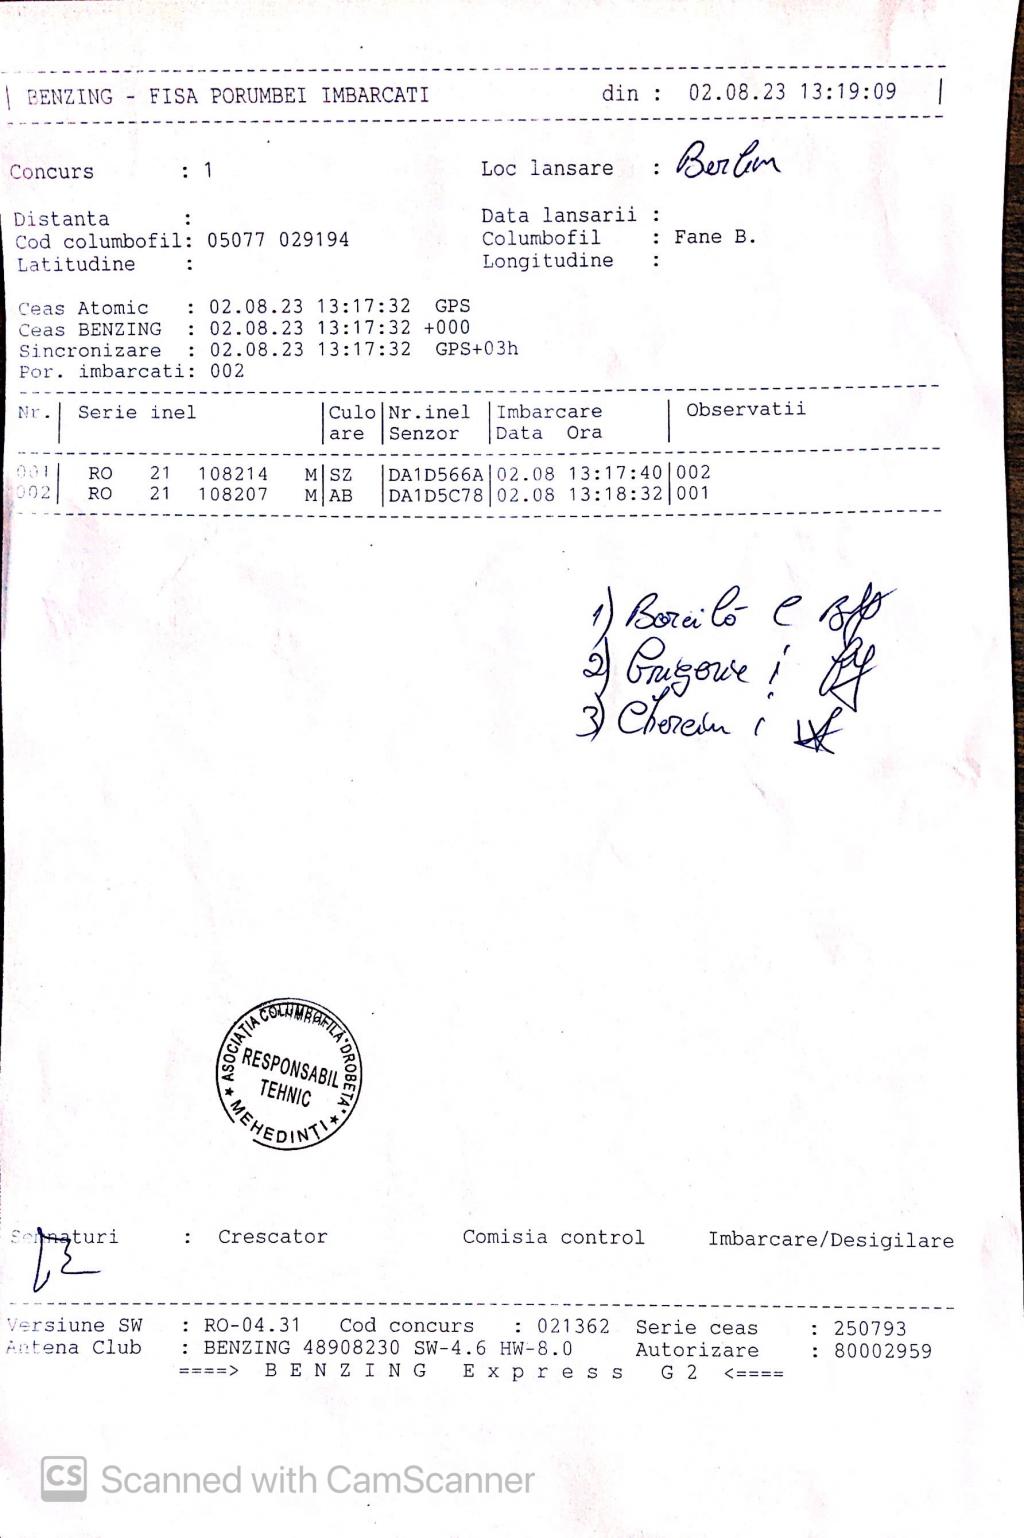 BENZING - FISA PORUMBEI IMBARCATI din : 02.08.23 13:19:09
Concurs : 1 Loc lansare : Berlin
Distanta : Data lansarii :
Cod columbofil: 05077 029194 Columbofil : Fane B.
Latitudine : Longitudine :
Ceas Atomic : 02.08.23 13:17:32 GPS
Ceas BENZING : 02.08.23 13:17:32 +000
Sincronizare : 02.08.23 13:17:32 GPS+03h
Por. imbarcati: 002
Nr. | Serie inel | Culo | Nr.inel | Imbarcare | Observatii
are | Senzor | Data Ora
001 | RO 21 108214 M | SZ | DA1D566A | 02.08 13:17:40 | 002
002 | RO 21 108207 M | AB | DA1D5C78 | 02.08 13:18:32 | 001
1)
2) Grigorie i
3)
ASOCIAȚIA COLUMBOFILĂ "DROBETA"
RESPONSABIL
TEHNIC
* MEHEDINTI *
Semnaturi : Crescator Comisia control Imbarcare/Desigilare
Versiune SW : RO-04.31 Cod concurs : 021362 Serie ceas : 250793
Antena Club : BENZING 48908230 SW-4.6 HW-8.0 Autorizare : 80002959
====> B E N Z I N G E x p r e s s G 2 <====
CS Scanned with CamScanner